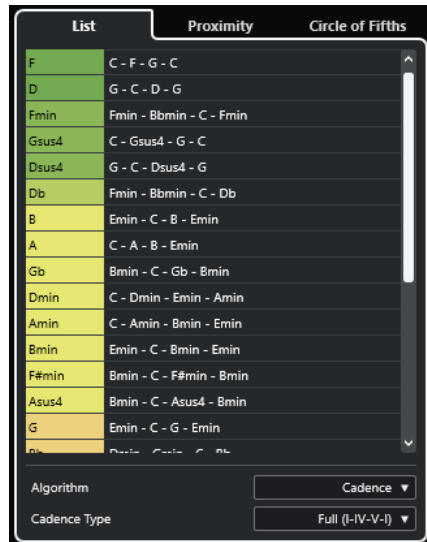 List Proximity Circle of Fifths
F C - F - G - C
D G - C - D - G
Fmin Fmin - Bbmin - C - Fmin
Gsus4 C - Gsus4 - G - C
Dsus4 G - C - Dsus4 - G
Db Fmin - Bbmin - C - Db
B Emin - C - B - Emin
A C - A - B - Emin
Gb Bmin - C - Gb - Bmin
Dmin C - Dmin - Emin - Amin
Amin C - Amin - Bmin - Emin
Bmin Emin - C - Bmin - Emin
F#min Bmin - C - F#min - Bmin
Asus4 Bmin - C - Asus4 - Bmin
G Emin - C - G - Emin
Algorithm Cadence
Cadence Type Full (I-IV-V-I)